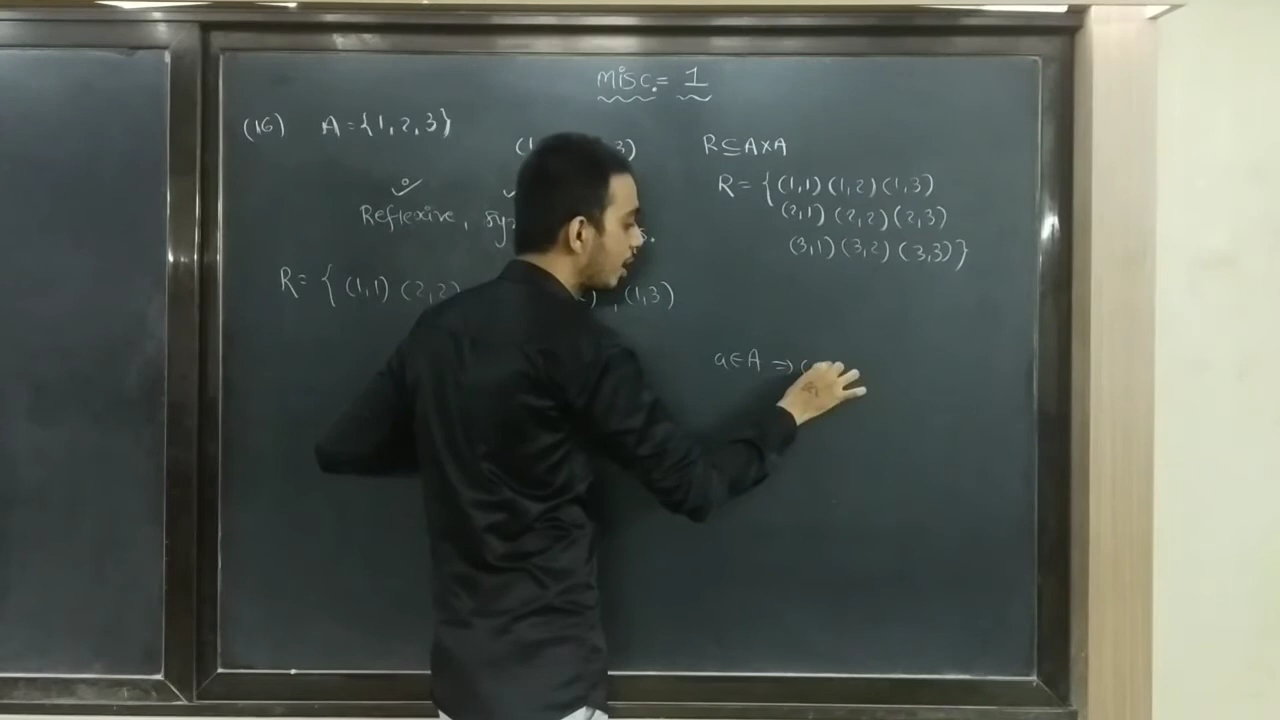 misc. = 1
(16) A = {1, 2, 3}
3)
Reflexive,
R = { (1,1) (2,2) , (1,3)
R ⊆ A×A
R = { (1,1) (1,2) (1,3)
(2,1) (2,2) (2,3)
(3,1) (3,2) (3,3) }
a ∈ A ⇒ (